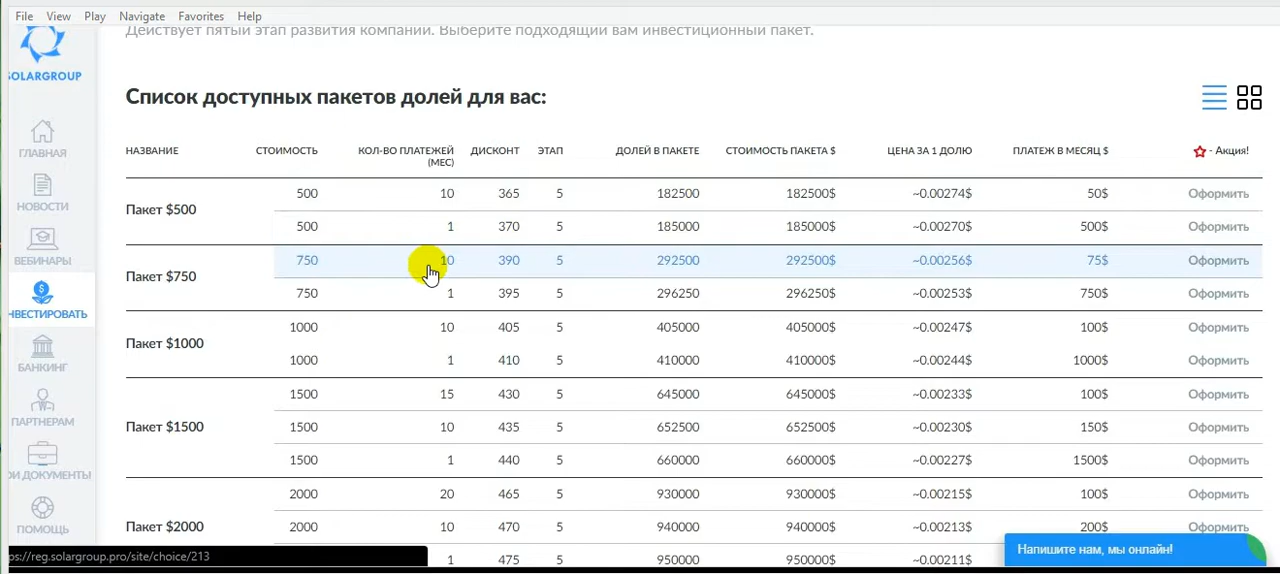 File View Play Navigate Favorites Help
Действует пятый этап развития компании. Выберите подходящий вам инвестиционный пакет.
SOLARGROUP
Список доступных пакетов долей для вас:
НАЗВАНИЕ СТОИМОСТЬ КОЛ-ВО ПЛАТЕЖЕЙ (МЕС) ДИСКОНТ ЭТАП ДОЛЕЙ В ПАКЕТЕ СТОИМОСТЬ ПАКЕТА $ ЦЕНА ЗА 1 ДОЛЮ ПЛАТЕЖ В МЕСЯЦ $ - Акция!
Пакет $500
500 10 365 5 182500 182500$ ~0.00274$ 50$ Оформить
500 1 370 5 185000 185000$ ~0.00270$ 500$ Оформить
Пакет $750
750 10 390 5 292500 292500$ ~0.00256$ 75$ Оформить
750 1 395 5 296250 296250$ ~0.00253$ 750$ Оформить
Пакет $1000
1000 10 405 5 405000 405000$ ~0.00247$ 100$ Оформить
1000 1 410 5 410000 410000$ ~0.00244$ 1000$ Оформить
Пакет $1500
1500 15 430 5 645000 645000$ ~0.00233$ 100$ Оформить
1500 10 435 5 652500 652500$ ~0.00230$ 150$ Оформить
1500 1 440 5 660000 660000$ ~0.00227$ 1500$ Оформить
Пакет $2000
2000 20 465 5 930000 930000$ ~0.00215$ 100$ Оформить
2000 10 470 5 940000 940000$ ~0.00213$ 200$ Оформить
1 475 5 950000 950000$ ~0.00211$
ГЛАВНАЯ
НОВОСТИ
ВЕБИНАРЫ
НВЕСТИРОВАТЬ
БАНКИНГ
ПАРТНЕРАМ
ОИ ДОКУМЕНТЫ
ПОМОЩЬ
ps://reg.solargroup.pro/site/choice/213
Напишите нам, мы онлайн!